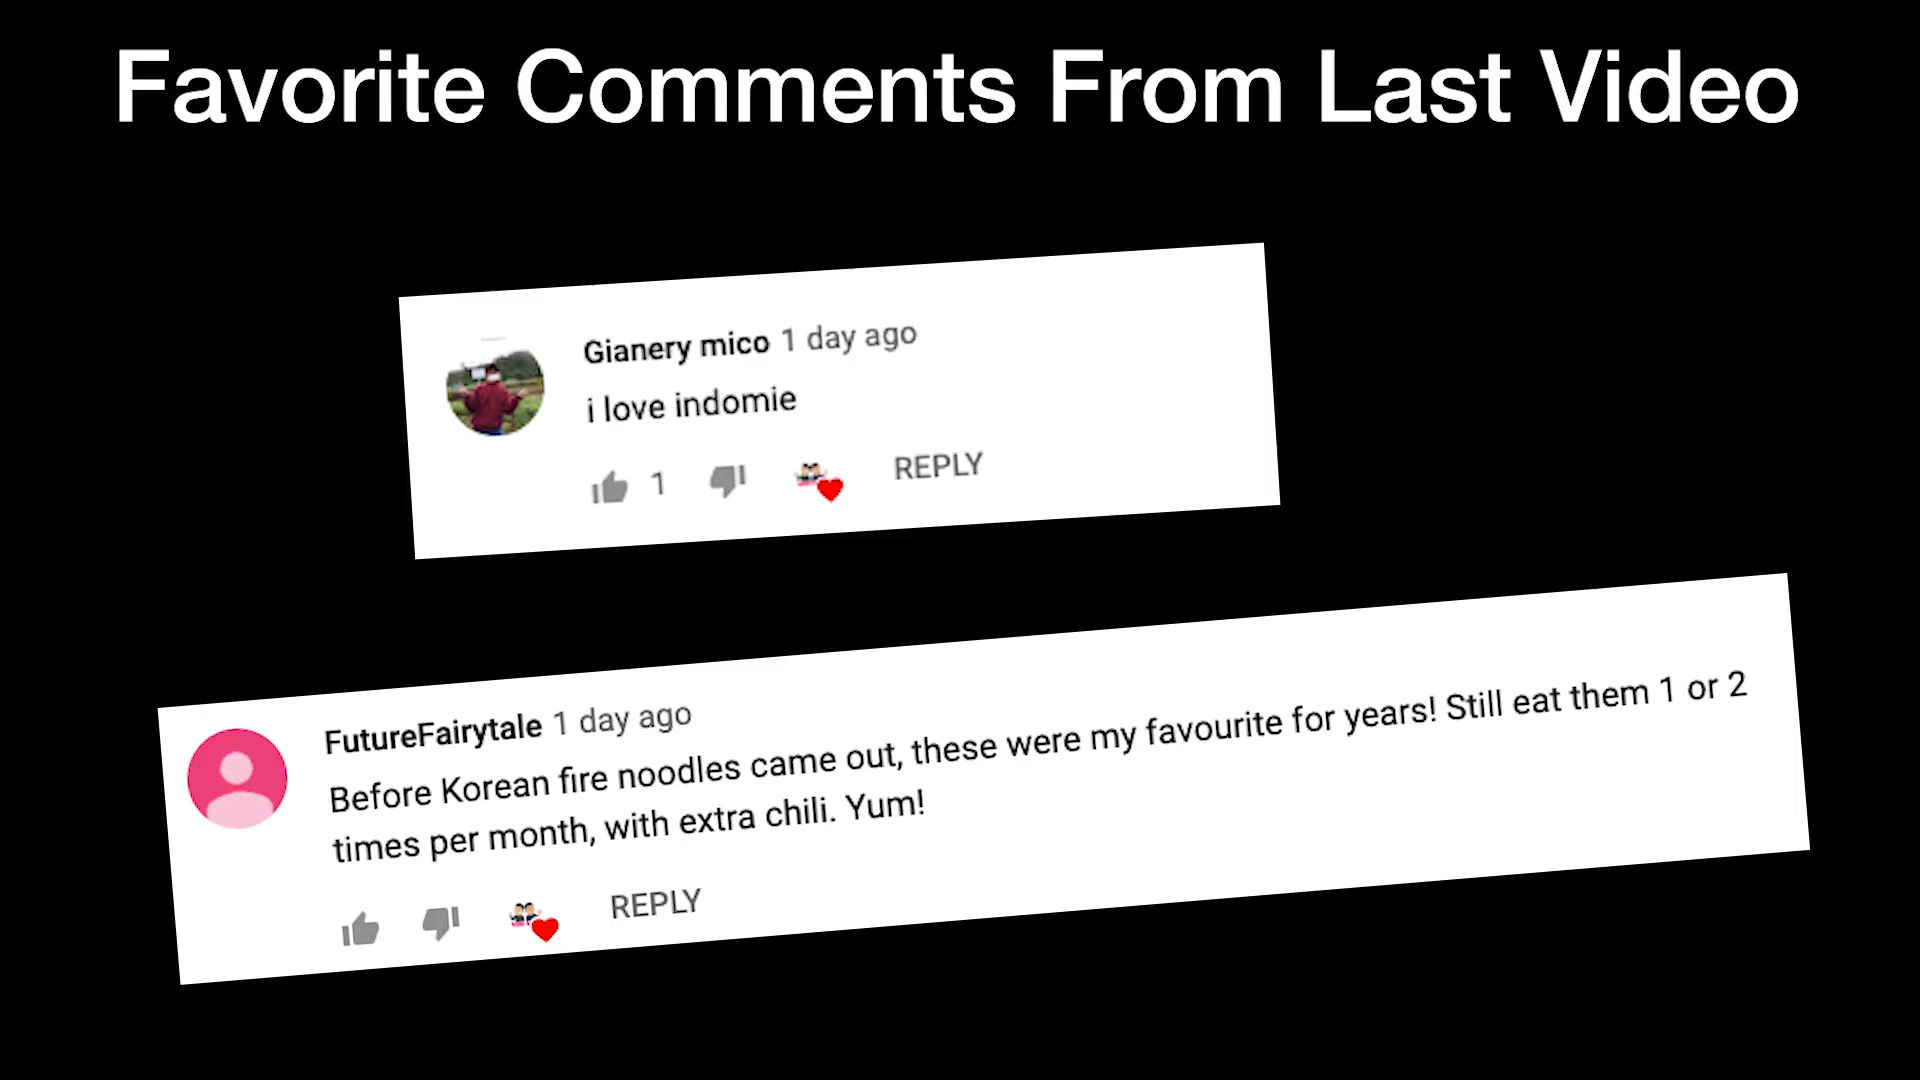 Favorite Comments From Last Video
Gianery mico 1 day ago
i love indomie
1 REPLY
FutureFairytale 1 day ago
Before Korean fire noodles came out, these were my favourite for years! Still eat them 1 or 2
times per month, with extra chili. Yum!
REPLY